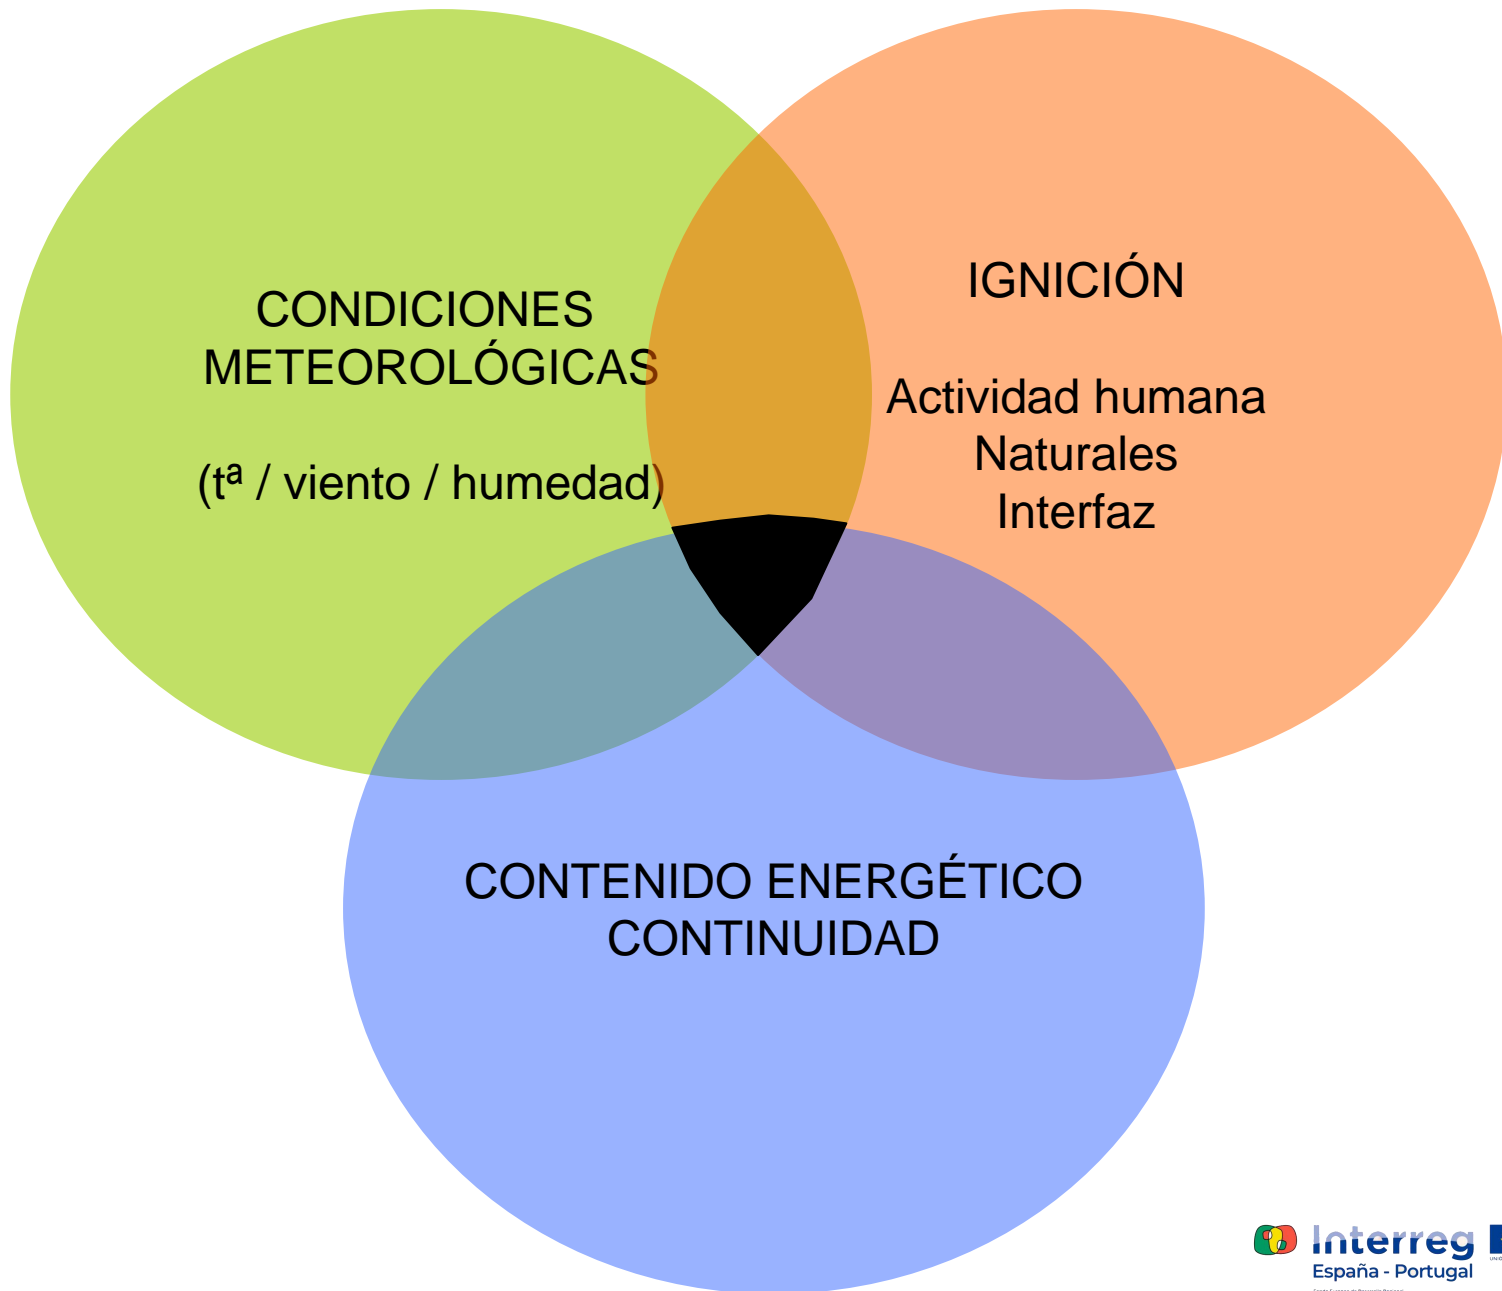 CONDICIONES
METEOROLÓGICAS
(tª / viento / humedad)
IGNICIÓN
Actividad humana
Naturales
Interfaz
CONTENIDO ENERGÉTICO
CONTINUIDAD
Interreg
España - Portugal